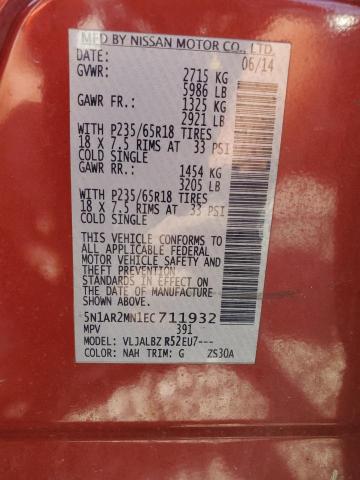 MFD BY NISSAN MOTOR CO., LTD.
DATE: 06/14
GVWR: 2715 KG
5986 LB
GAWR FR.: 1325 KG
2921 LB
WITH P235/65R18 TIRES
18 X 7.5 RIMS AT 33 PSI
COLD SINGLE
GAWR RR.: 1454 KG
3205 LB
WITH P235/65R18 TIRES
18 X 7.5 RIMS AT 33 PSI
COLD SINGLE
THIS VEHICLE CONFORMS TO
ALL APPLICABLE FEDERAL
MOTOR VEHICLE SAFETY AND
THEFT PREVENTION
STANDARDS IN EFFECT ON THE
DATE OF MANUFACTURE SHOWN
ABOVE.
5N1AR2MN1EC711932
MPV 391
MODEL: VLJALBZ R52EU7---
COLOR: NAH TRIM: G ZS30A